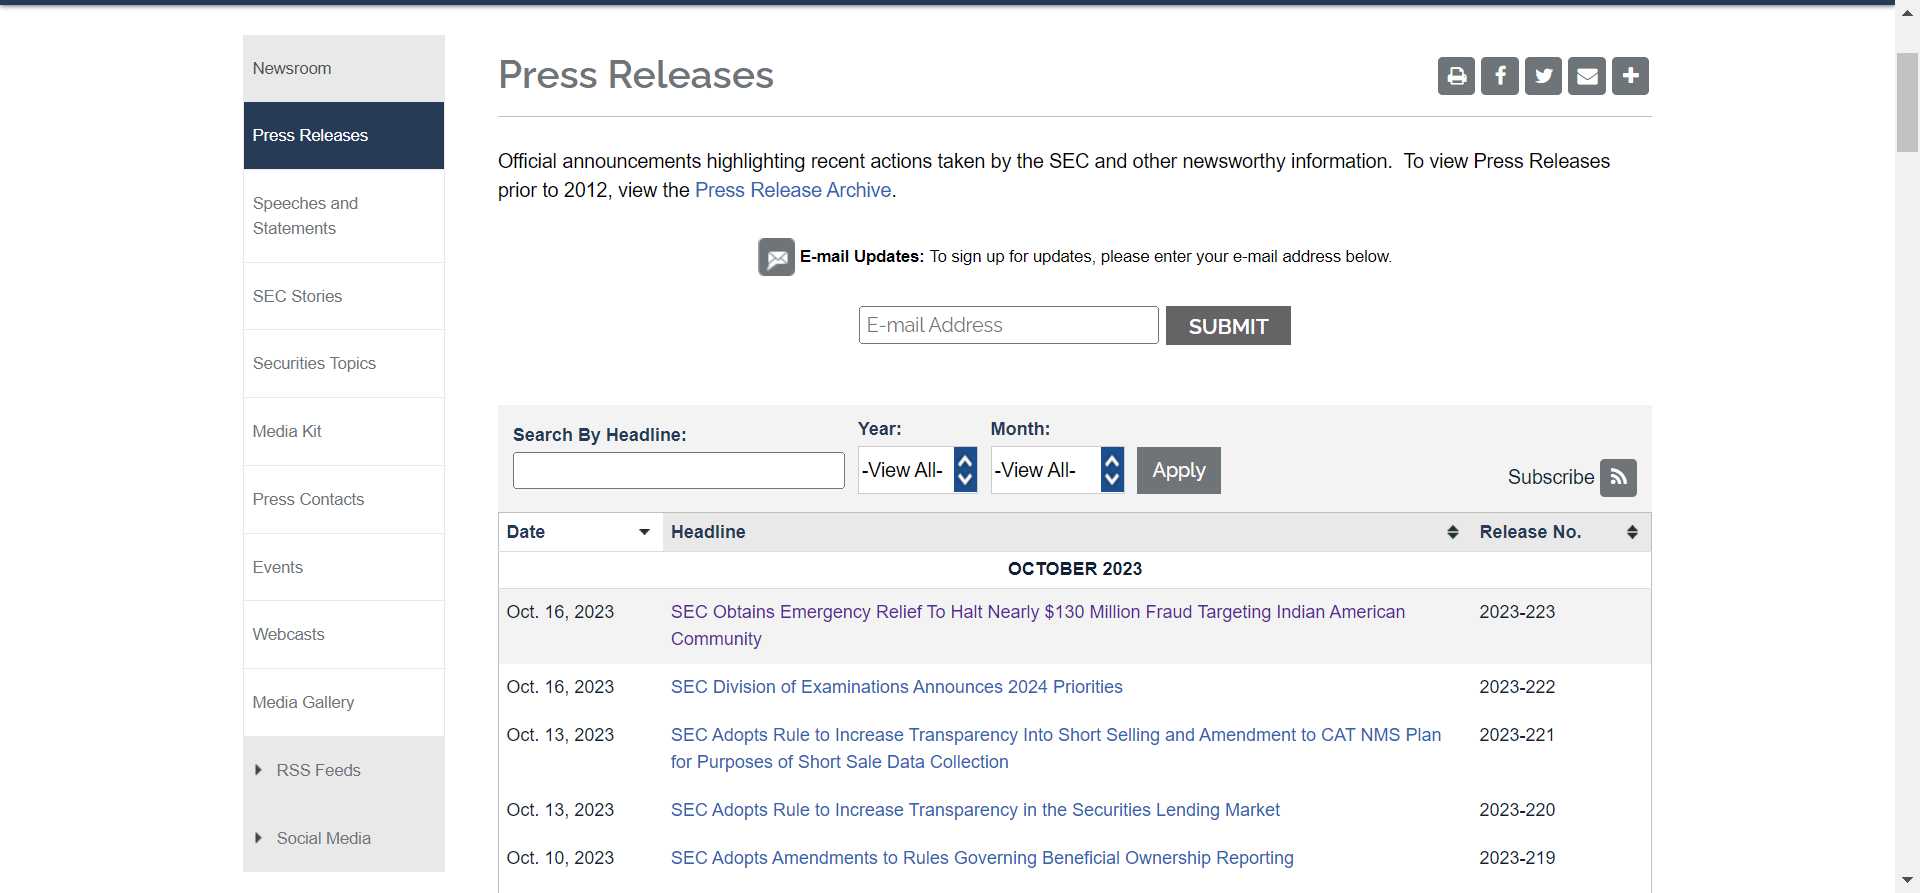 Newsroom
Press Releases
Speeches and
Statements
SEC Stories
Securities Topics
Media Kit
Press Contacts
Events
Webcasts
Media Gallery
RSS Feeds
Social Media
Press Releases
Official announcements highlighting recent actions taken by the SEC and other newsworthy information.  To view Press Releases
prior to 2012, view the Press Release Archive.
E-mail Updates: To sign up for updates, please enter your e-mail address below.
E-mail Address
SUBMIT
Search By Headline:
Year:
-View All-
Month:
-View All-
Apply
Subscribe
Date Headline Release No.
OCTOBER 2023
Oct. 16, 2023 SEC Obtains Emergency Relief To Halt Nearly $130 Million Fraud Targeting Indian American 2023-223
Community
Oct. 16, 2023 SEC Division of Examinations Announces 2024 Priorities 2023-222
Oct. 13, 2023 SEC Adopts Rule to Increase Transparency Into Short Selling and Amendment to CAT NMS Plan 2023-221
for Purposes of Short Sale Data Collection
Oct. 13, 2023 SEC Adopts Rule to Increase Transparency in the Securities Lending Market 2023-220
Oct. 10, 2023 SEC Adopts Amendments to Rules Governing Beneficial Ownership Reporting 2023-219